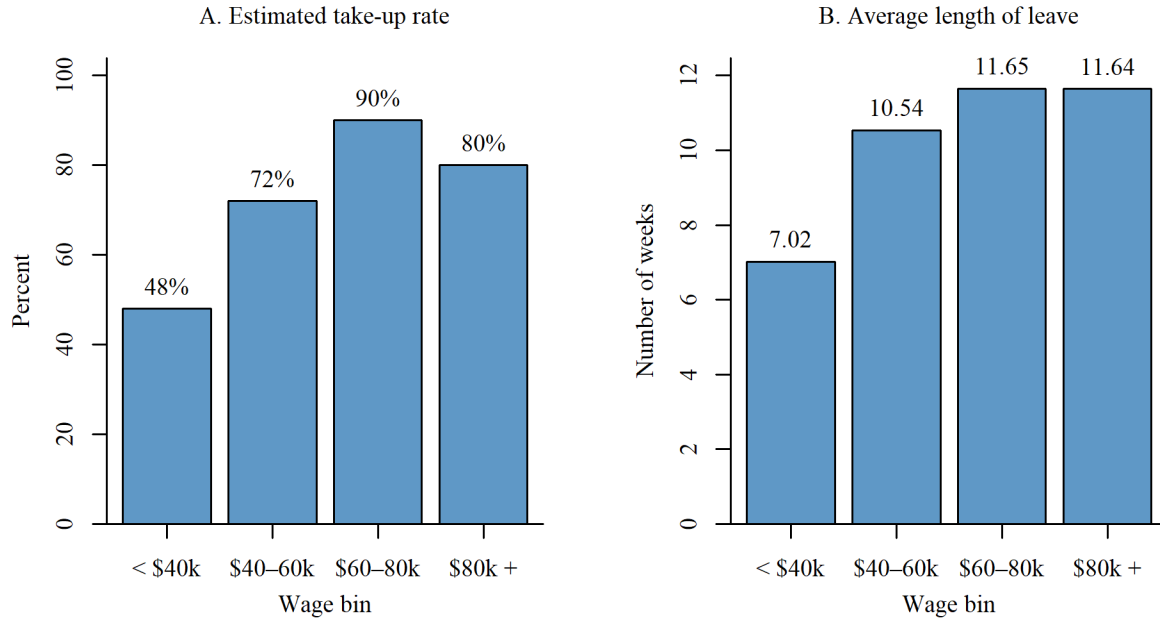 A. Estimated take-up rate
Percent
100
80
60
40
20
0
48%
72%
90%
80%
< $40k
$40–60k
$60–80k
$80k +
Wage bin
B. Average length of leave
Number of weeks
12
10
8
6
4
2
0
7.02
10.54
11.65
11.64
< $40k
$40–60k
$60–80k
$80k +
Wage bin